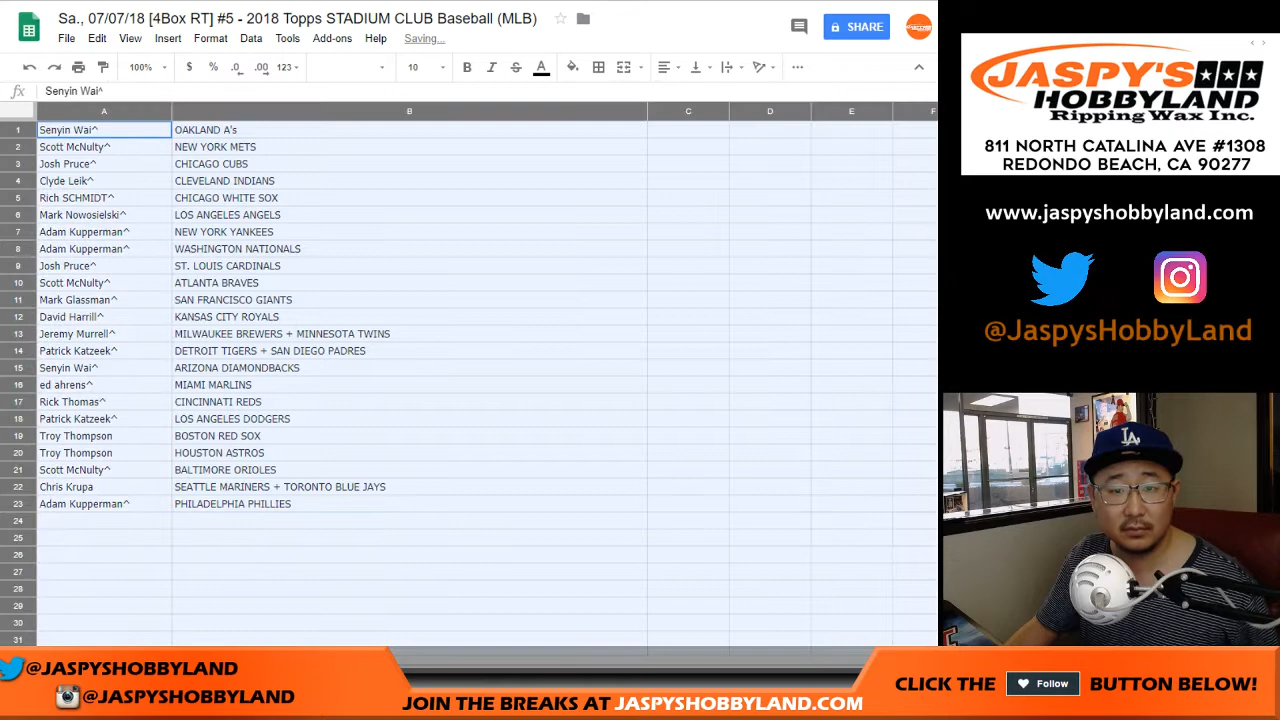 Sa., 07/07/18 [4Box RT] #5 - 2018 Topps STADIUM CLUB Baseball (MLB)
File Edit View Insert Format Data Tools Add-ons Help Saving...
SHARE
100% $ % .0 .00 123 10 B I S A
fx Senyin Wai^
A B C D E F
1 Senyin Wai^ OAKLAND A's
2 Scott McNulty^ NEW YORK METS
3 Josh Pruce^ CHICAGO CUBS
4 Clyde Leik^ CLEVELAND INDIANS
5 Rich SCHMIDT^ CHICAGO WHITE SOX
6 Mark Nowosielski^ LOS ANGELES ANGELS
7 Adam Kupperman^ NEW YORK YANKEES
8 Adam Kupperman^ WASHINGTON NATIONALS
9 Josh Pruce^ ST. LOUIS CARDINALS
10 Scott McNulty^ ATLANTA BRAVES
11 Mark Glassman^ SAN FRANCISCO GIANTS
12 David Harrill^ KANSAS CITY ROYALS
13 Jeremy Murrell^ MILWAUKEE BREWERS + MINNESOTA TWINS
14 Patrick Katzeek^ DETROIT TIGERS + SAN DIEGO PADRES
15 Senyin Wai^ ARIZONA DIAMONDBACKS
16 ed ahrens^ MIAMI MARLINS
17 Rick Thomas^ CINCINNATI REDS
18 Patrick Katzeek^ LOS ANGELES DODGERS
19 Troy Thompson BOSTON RED SOX
20 Troy Thompson HOUSTON ASTROS
21 Scott McNulty^ BALTIMORE ORIOLES
22 Chris Krupa SEATTLE MARINERS + TORONTO BLUE JAYS
23 Adam Kupperman^ PHILADELPHIA PHILLIES
24
25
26
27
28
29
30
31
JASPY'S
HOBBYLAND
Ripping Wax Inc.
811 NORTH CATALINA AVE #1308
REDONDO BEACH, CA 90277
www.jaspyshobbyland.com
@JaspysHobbyLand
LA
@JASPYSHOBBYLAND
@JASPYSHOBBYLAND
JOIN THE BREAKS AT JASPYSHOBBYLAND.COM
CLICK THE Follow BUTTON BELOW!